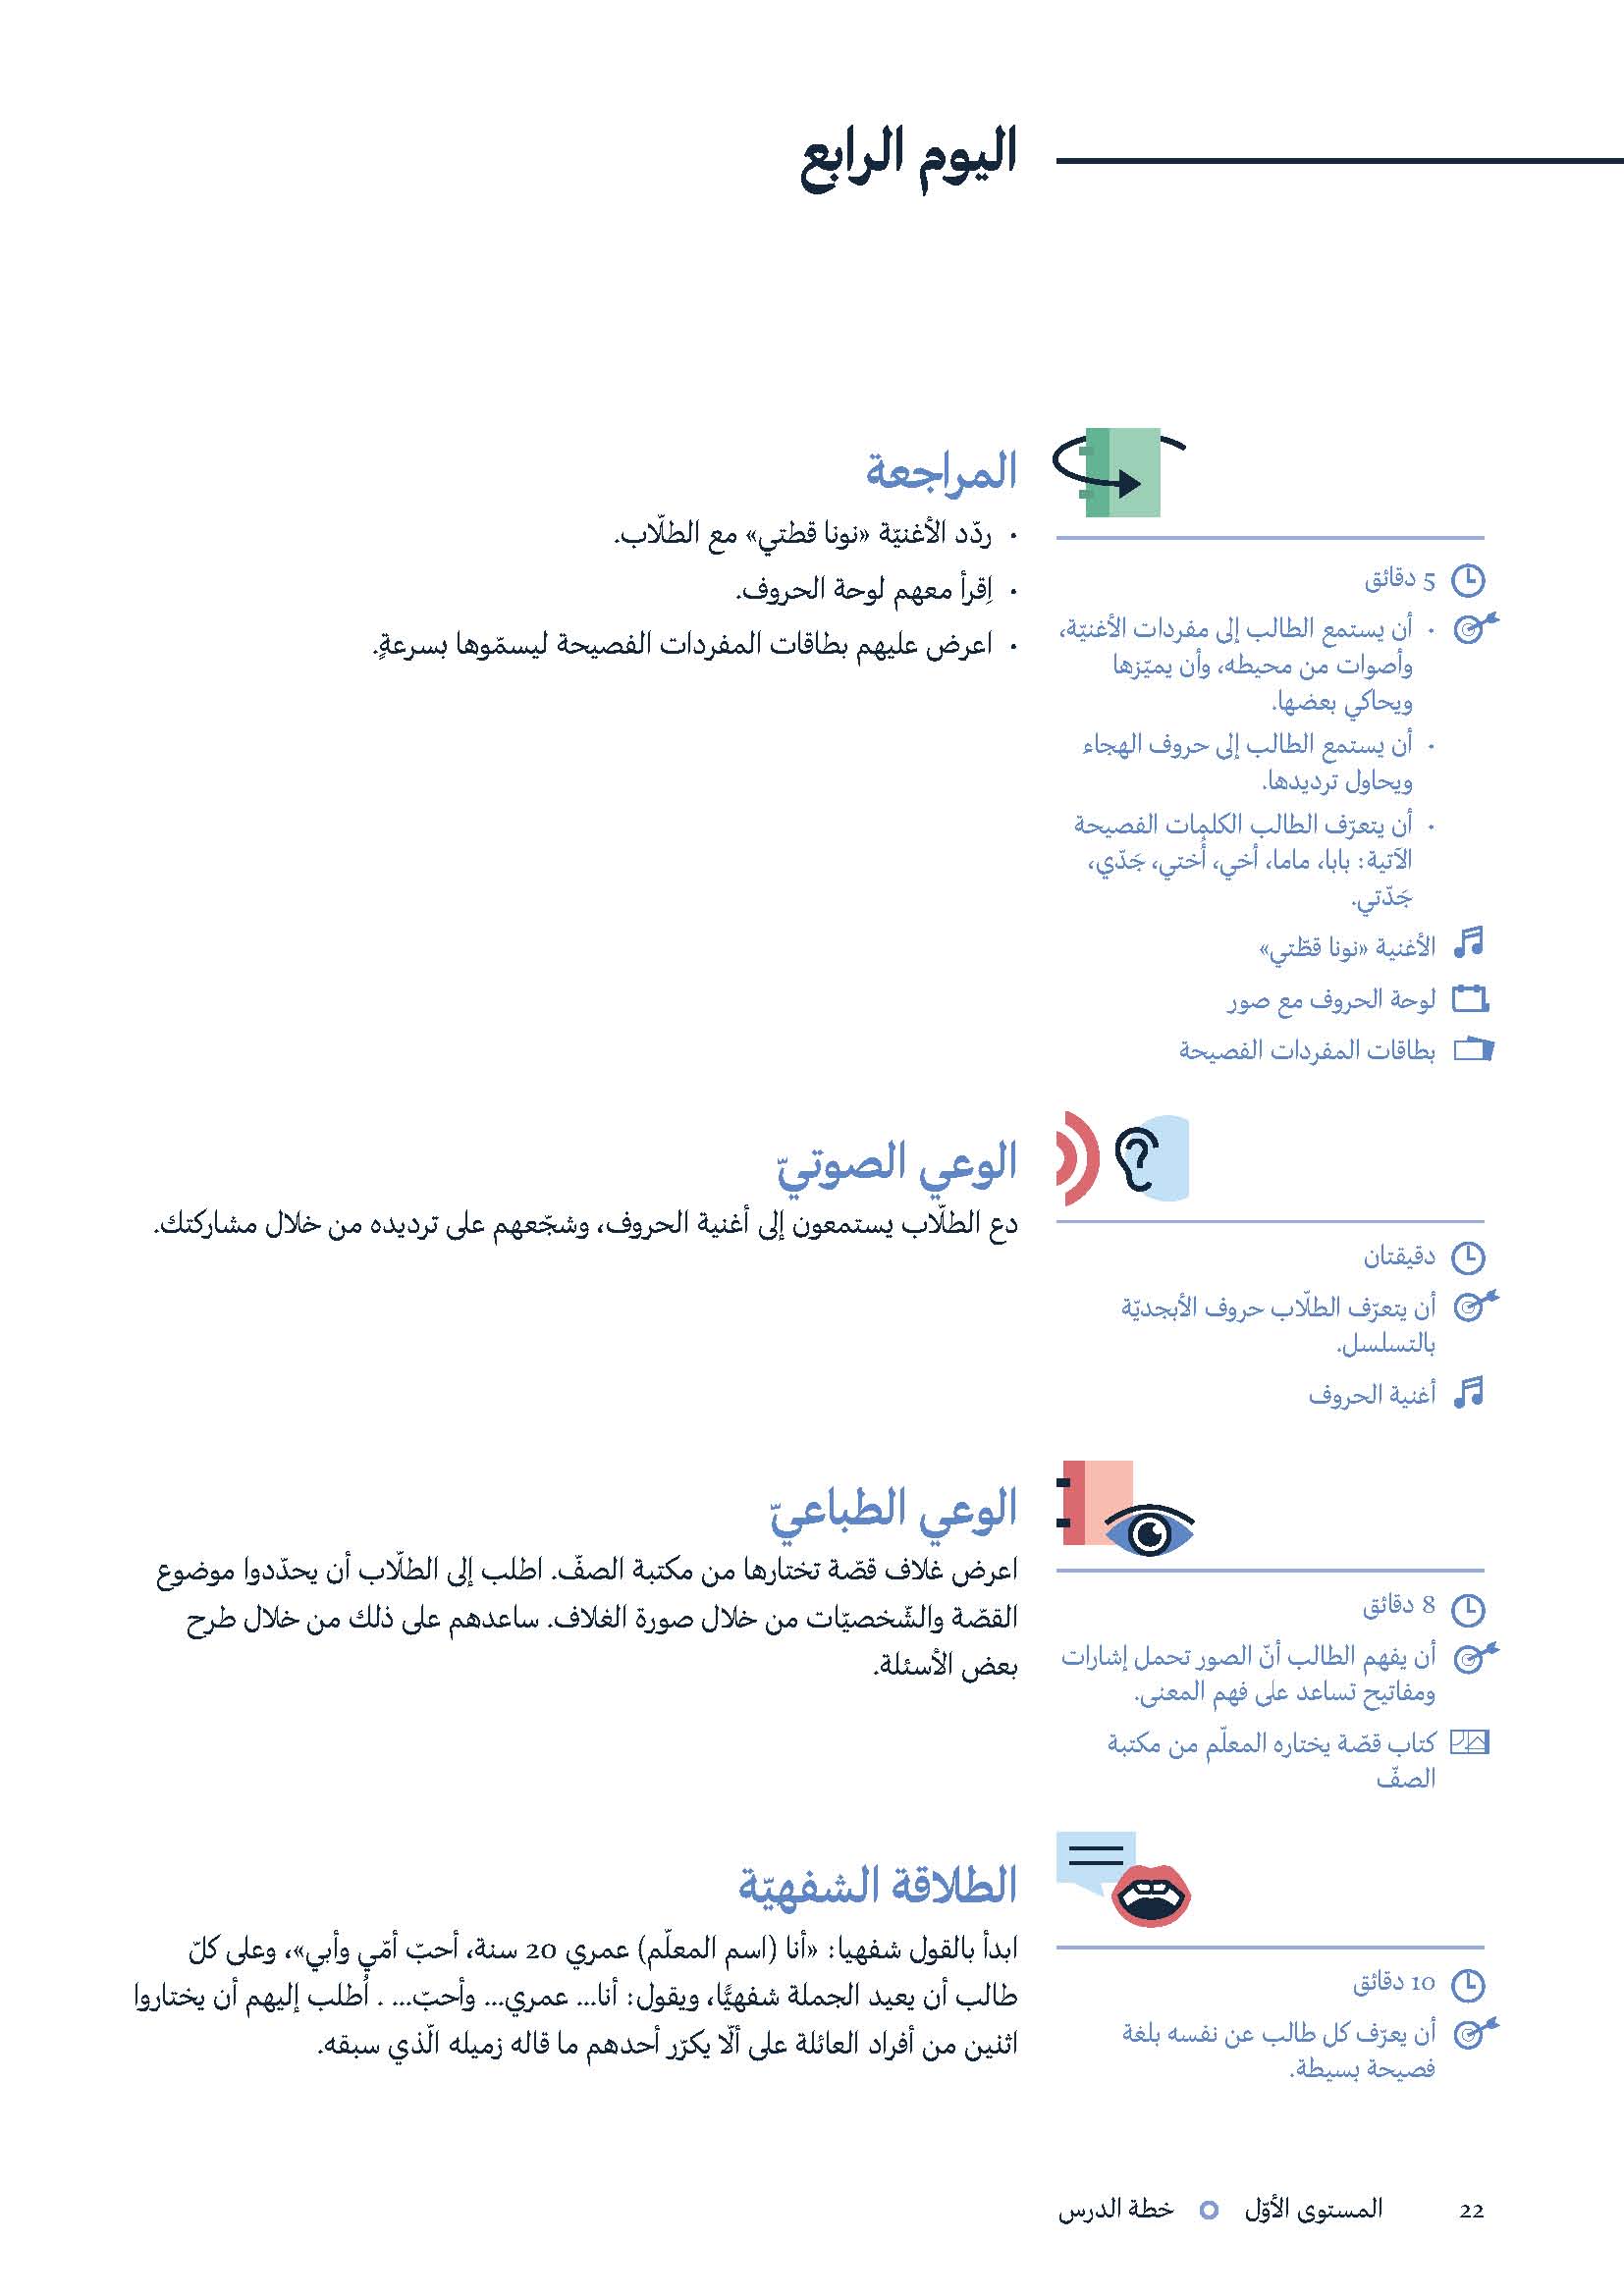 اليوم الرابع
المراجعة
5 دقائق
• أن يستمع الطالب إلى مفردات الأغنيّة،
وأصوات من محيطه، وأن يميّزها
ويحاكي بعضها.
• أن يستمع الطالب إلى حروف الهجاء
ويحاول ترديدها.
• أن يتعرّف الطالب الكلمات الفصيحة
الآتية: بابا، ماما، أخي، أُختي، جَدّي،
جَدّتي.
الأغنية «نونا قطّتي»
لوحة الحروف مع صور
بطاقات المفردات الفصيحة
• ردّد الأغنيّة «نونا قطتي» مع الطلّاب.
• اِقرأ معهم لوحة الحروف.
• اعرض عليهم بطاقات المفردات الفصيحة ليسمّوها بسرعةٍ.
الوعي الصوتيّ
دقيقتان
أن يتعرّف الطلّاب حروف الأبجديّة
بالتسلسل.
أغنية الحروف
دع الطلّاب يستمعون إلى أغنية الحروف، وشجّعهم على ترديده من خلال مشاركتك.
الوعي الطباعيّ
8 دقائق
أن يفهم الطالب أنّ الصور تحمل إشارات
ومفاتيح تساعد على فهم المعنى.
كتاب قصّة يختاره المعلّم من مكتبة
الصفّ
اعرض غلاف قصّة تختارها من مكتبة الصفّ. اطلب إلى الطلّاب أن يحدّدوا موضوع
القصّة والشّخصيّات من خلال صورة الغلاف. ساعدهم على ذلك من خلال طرح
بعض الأسئلة.
الطلاقة الشفهيّة
10 دقائق
أن يعرّف كل طالب عن نفسه بلغة
فصيحة بسيطة.
ابدأ بالقول شفهيا: «أنا (اسم المعلّم) عمري 20 سنة، أحبّ أمّي وأبي»، وعلى كلّ
طالب أن يعيد الجملة شفهيًّا، ويقول: أنا... عمري... وأحبّ... . اُطلب إليهم أن يختاروا
اثنين من أفراد العائلة على ألّا يكرّر أحدهم ما قاله زميله الّذي سبقه.
22 المستوى الأوّل خطة الدرس